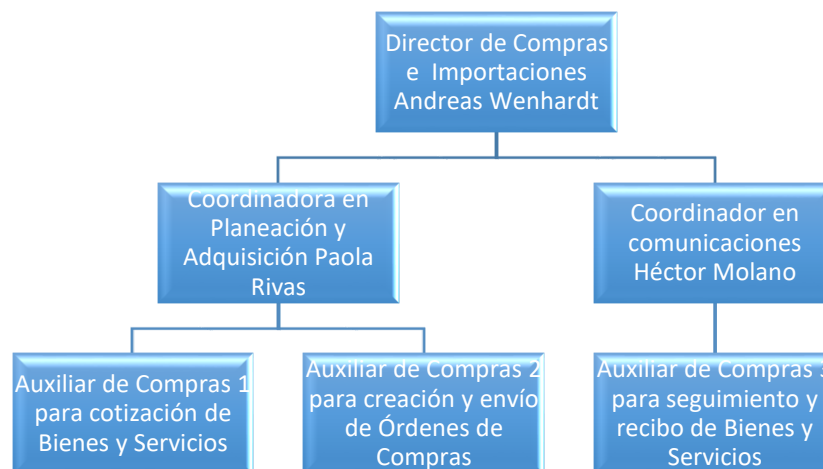 Director de Compras
e Importaciones
Andreas Wenhardt
Coordinadora en
Planeación y
Adquisición Paola
Rivas
Coordinador en
comunicaciones
Héctor Molano
Auxiliar de Compras 1
para cotización de
Bienes y Servicios
Auxiliar de Compras 2
para creación y envío
de Órdenes de
Compras
Auxiliar de Compras 3
para seguimiento y
recibo de Bienes y
Servicios